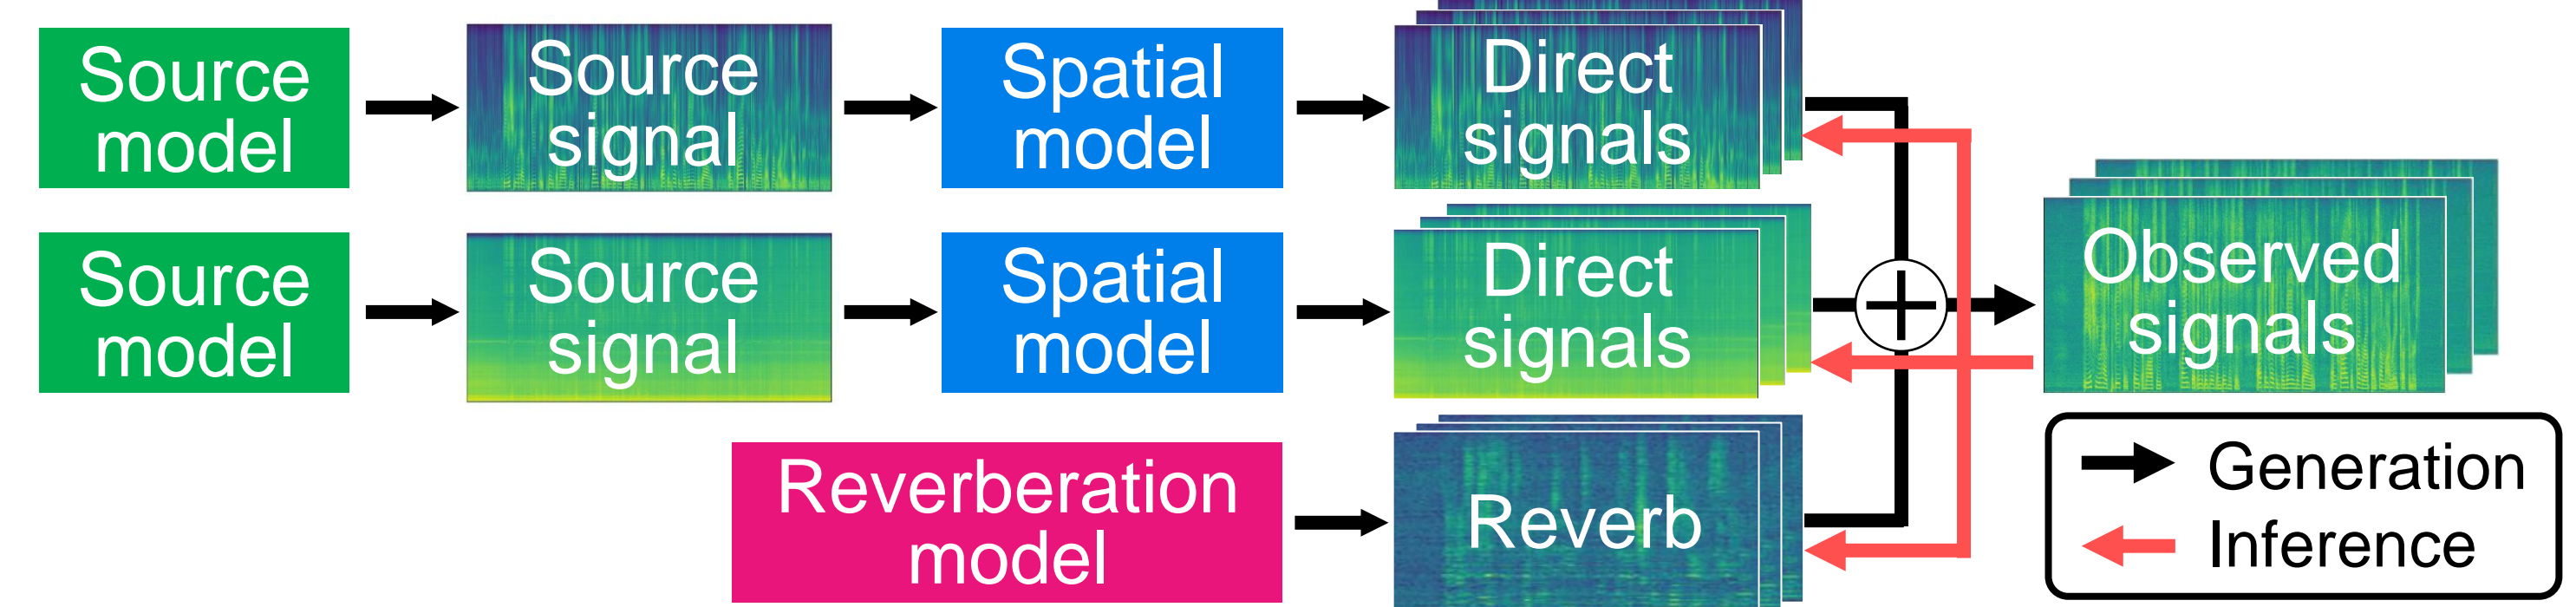 Source
model
Source
signal
Spatial
model
Direct
signals
Source
model
Source
signal
Spatial
model
Direct
signals
Observed
signals
Reverberation
model
Reverb
Generation
Inference